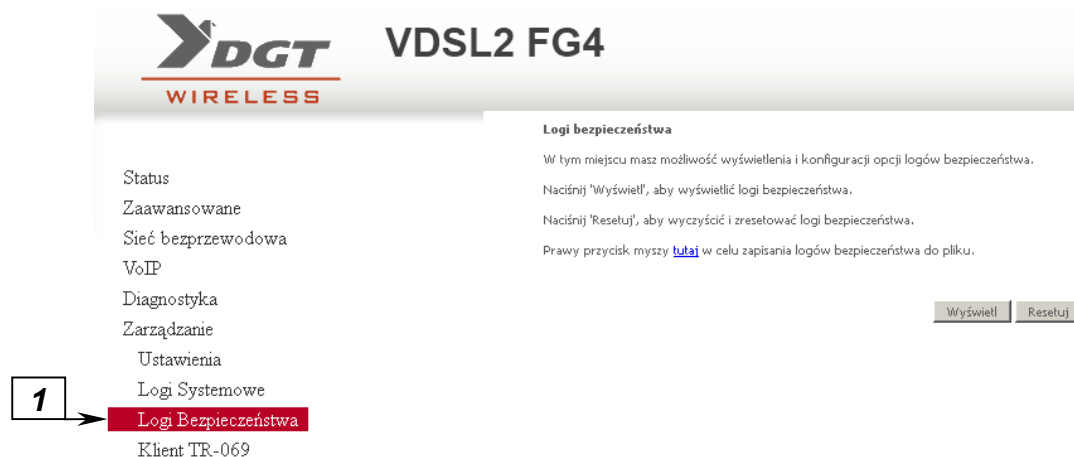 DGT
WIRELESS
VDSL2 FG4
Status
Zaawansowane
Sieć bezprzewodowa
VoIP
Diagnostyka
Zarządzanie
Ustawienia
Logi Systemowe
1
Logi Bezpieczeństwa
Klient TR-069
Logi bezpieczeństwa
W tym miejscu masz możliwość wyświetlenia i konfiguracji opcji logów bezpieczeństwa.
Naciśnij 'Wyświetl', aby wyświetlić logi bezpieczeństwa.
Naciśnij 'Resetuj', aby wyczyścić i zresetować logi bezpieczeństwa.
Prawy przycisk myszy tutaj w celu zapisania logów bezpieczeństwa do pliku.
Wyświetl Resetuj